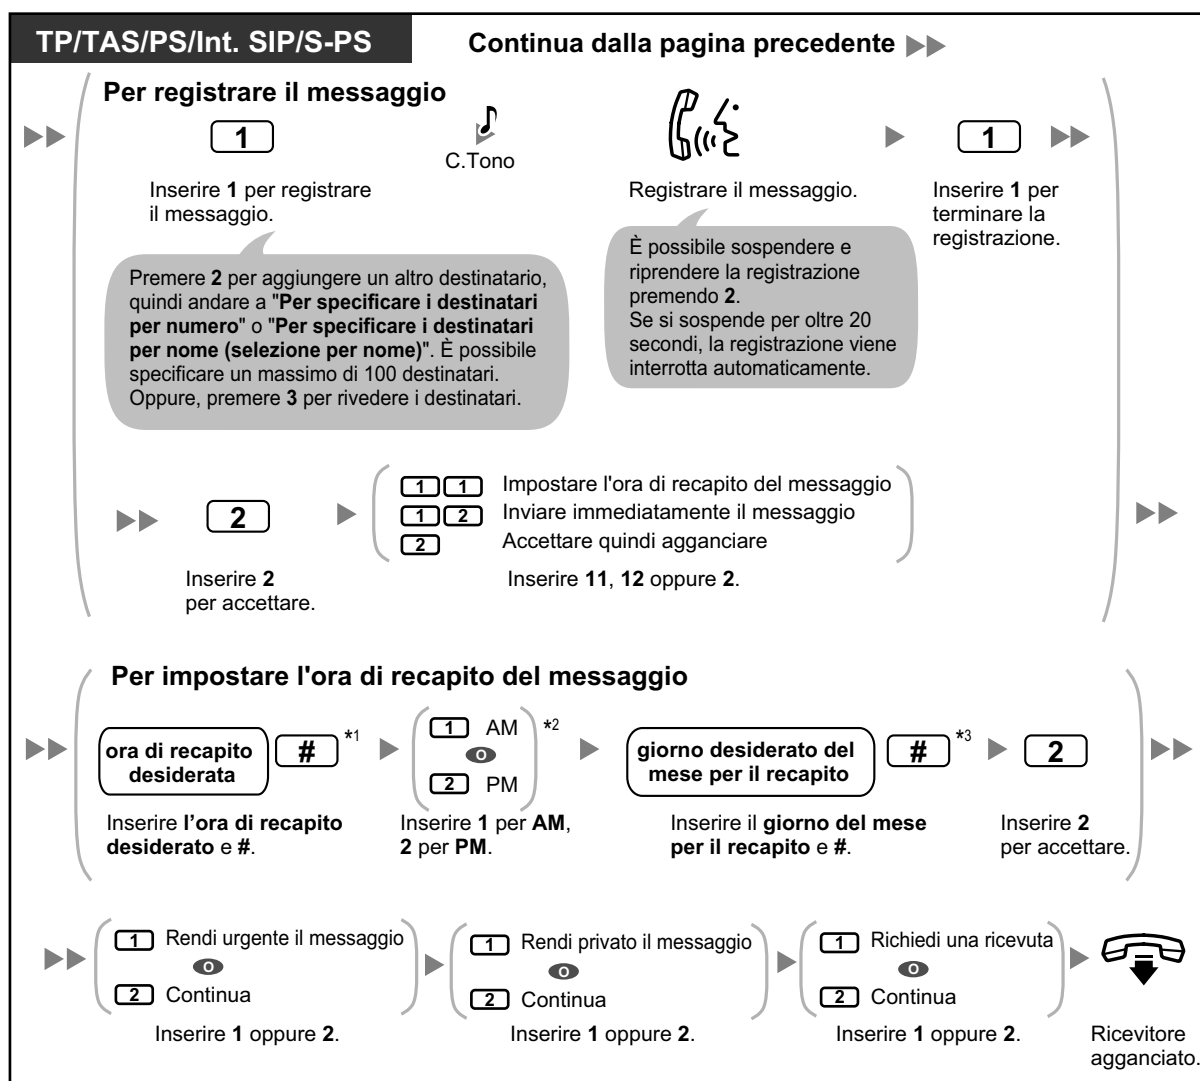 TP/TAS/PS/Int. SIP/S-PS
Continua dalla pagina precedente
Per registrare il messaggio
1
C.Tono
1
Inserire 1 per registrare
il messaggio.
Registrare il messaggio.
Inserire 1 per
terminare la
registrazione.
Premere 2 per aggiungere un altro destinatario,
quindi andare a "Per specificare i destinatari
per numero" o "Per specificare i destinatari
per nome (selezione per nome)". È possibile
specificare un massimo di 100 destinatari.
Oppure, premere 3 per rivedere i destinatari.
È possibile sospendere e
riprendere la registrazione
premendo 2.
Se si sospende per oltre 20
secondi, la registrazione viene
interrotta automaticamente.
2
Inserire 2
per accettare.
1 1 Impostare l'ora di recapito del messaggio
1 2 Inviare immediatamente il messaggio
2 Accettare quindi agganciare
Inserire 11, 12 oppure 2.
Per impostare l'ora di recapito del messaggio
ora di recapito
desiderata
# *1
1 AM
O
2 PM
*2
giorno desiderato del
mese per il recapito
# *3
2
Inserire l'ora di recapito
desiderato e #.
Inserire 1 per AM,
2 per PM.
Inserire il giorno del mese
per il recapito e #.
Inserire 2
per accettare.
1 Rendi urgente il messaggio
O
2 Continua
Inserire 1 oppure 2.
1 Rendi privato il messaggio
O
2 Continua
Inserire 1 oppure 2.
1 Richiedi una ricevuta
O
2 Continua
Inserire 1 oppure 2.
Ricevitore
agganciato.